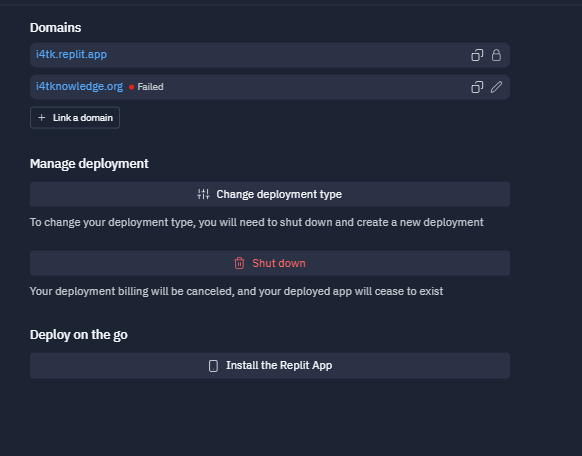 Domains
i4tk.replit.app
i4tknowledge.org Failed
+ Link a domain
Manage deployment
Change deployment type
To change your deployment type, you will need to shut down and create a new deployment
Shut down
Your deployment billing will be canceled, and your deployed app will cease to exist
Deploy on the go
Install the Replit App